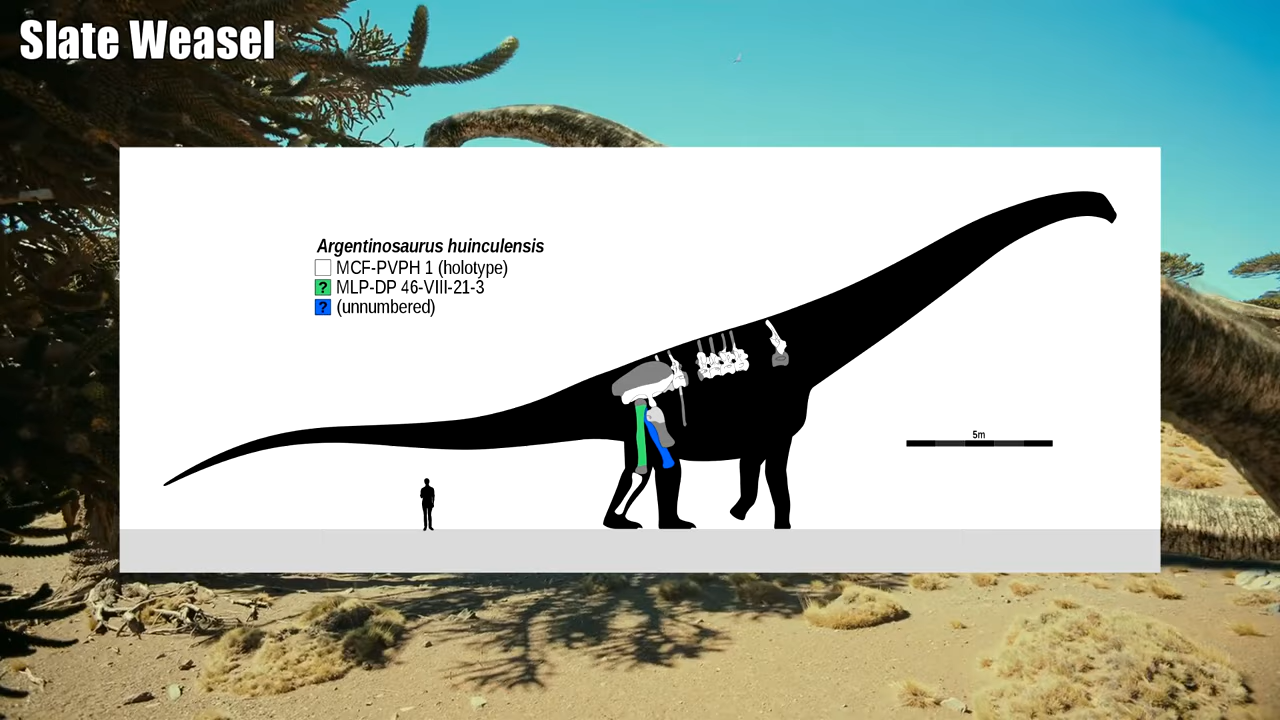 Slate Weasel
Argentinosaurus huinculensis
MCF-PVPH 1 (holotype)
? MLP-DP 46-VIII-21-3
? (unnumbered)
5m